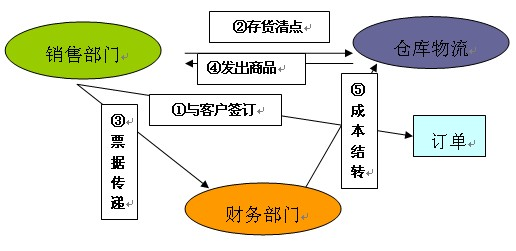 ②存货清点
销售部门
仓库物流
④发出商品
①与客户签订
⑤成本结转
③票据传递
订单
财务部门